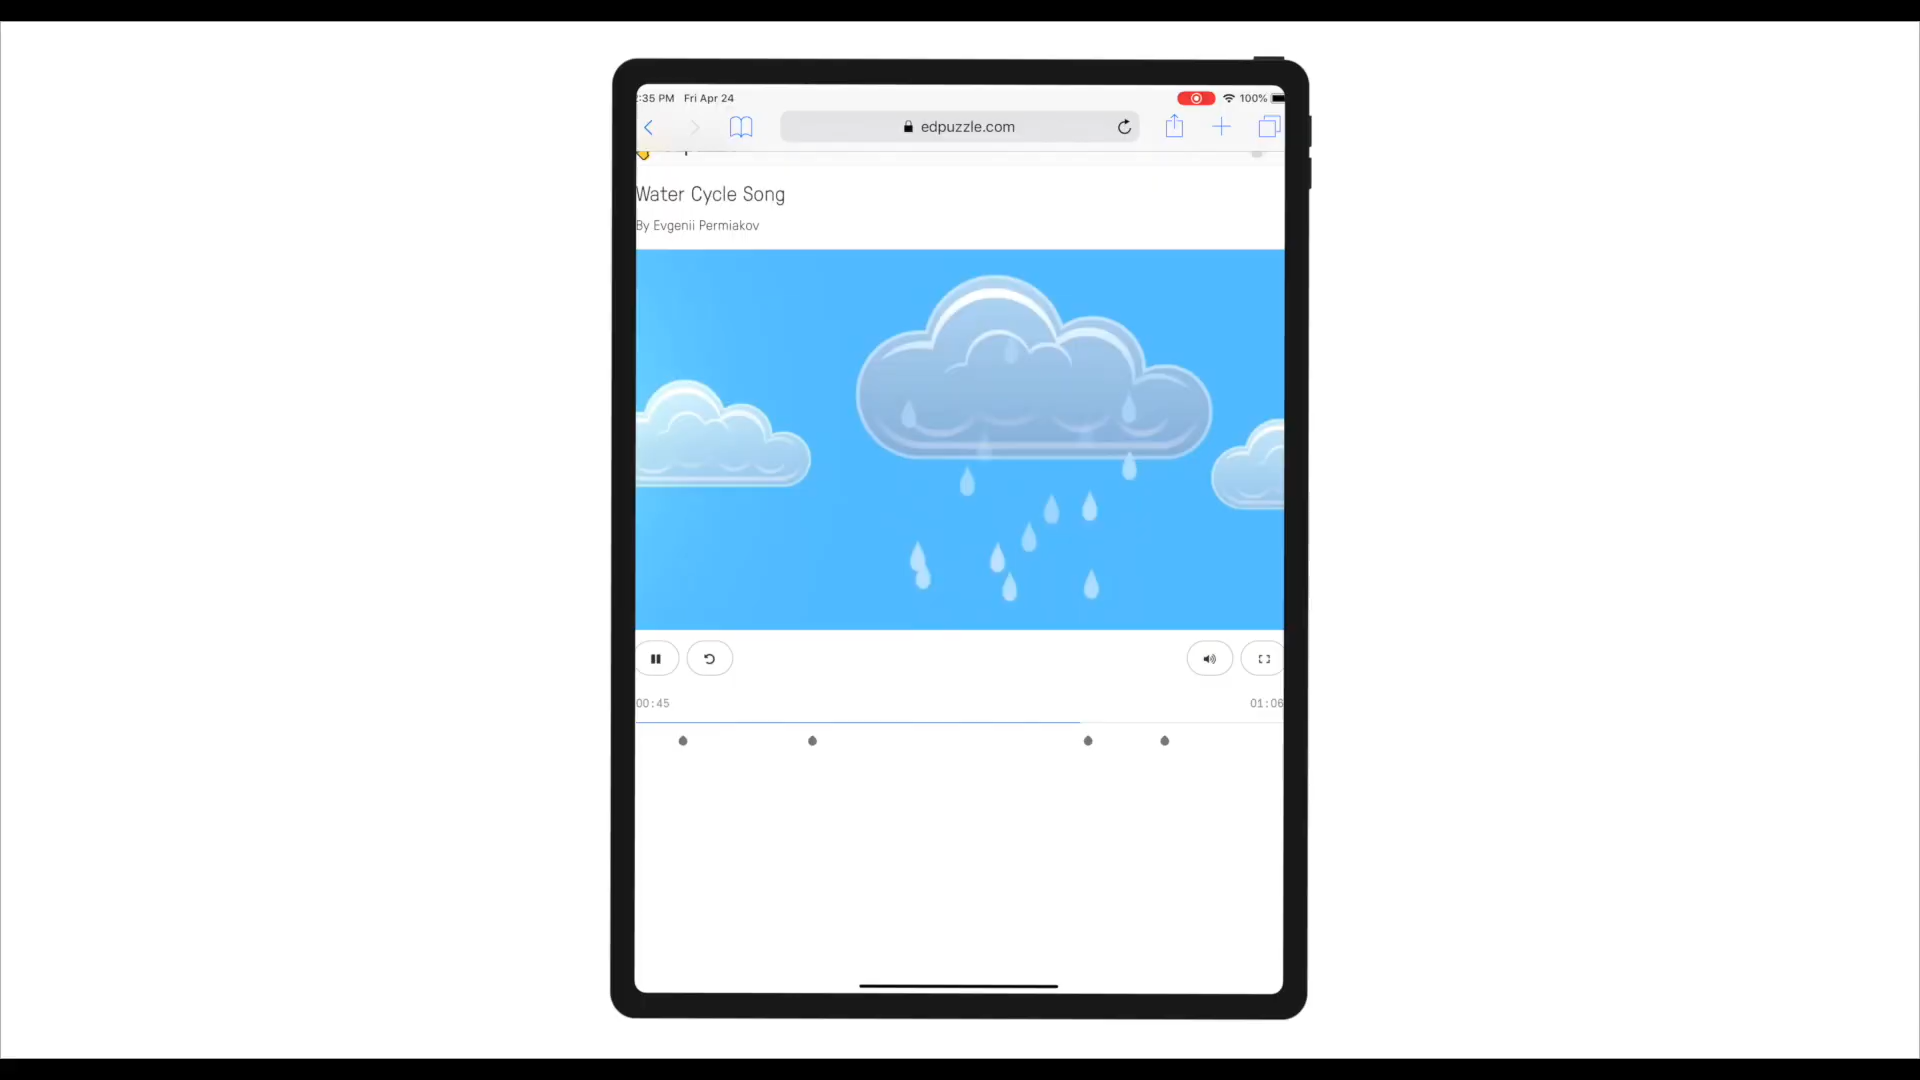 :35 PM Fri Apr 24
100%
edpuzzle.com
Water Cycle Song
By Evgenii Permiakov
00:45
01:06